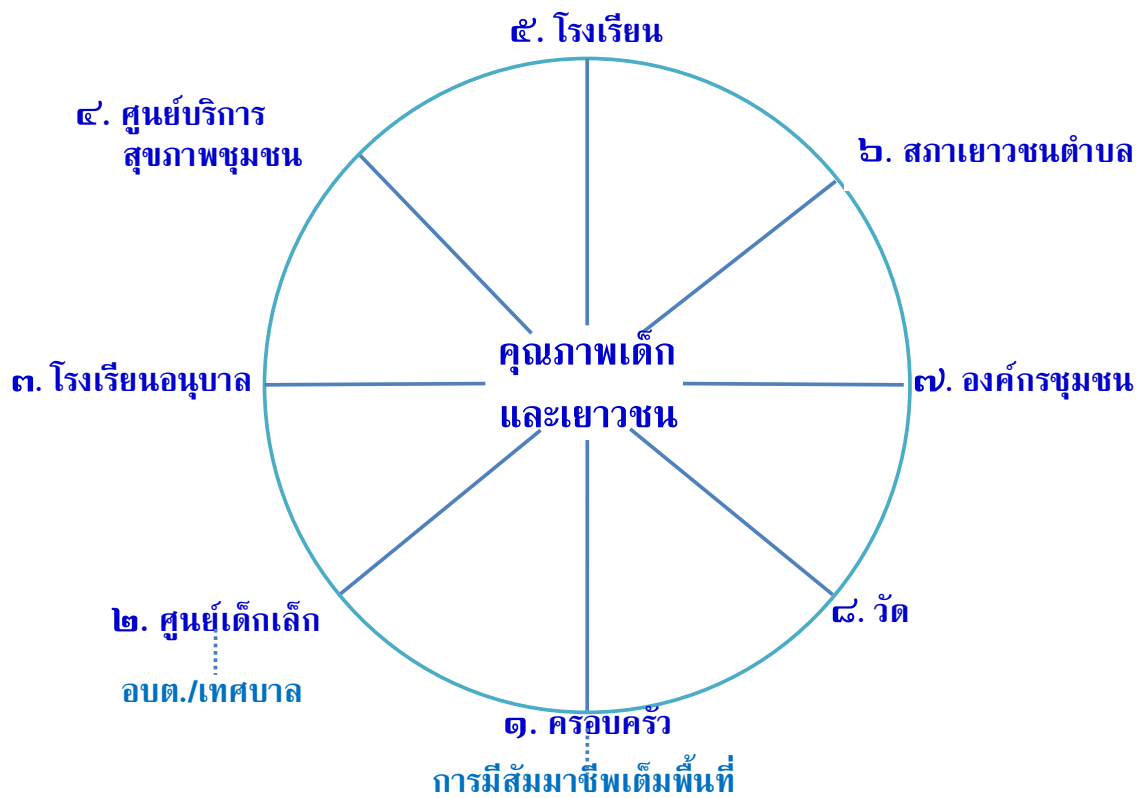 ๕. โรงเรียน
๔. ศูนย์บริการ
สุขภาพชุมชน
๖. สภาเยาวชนตำบล
คุณภาพเด็ก
และเยาวชน
๓. โรงเรียนอนุบาล
๗. องค์กรชุมชน
๒. ศูนย์เด็กเล็ก
อบต./เทศบาล
๘. วัด
๑. ครอบครัว
การมีสัมมาชีพเต็มพื้นที่